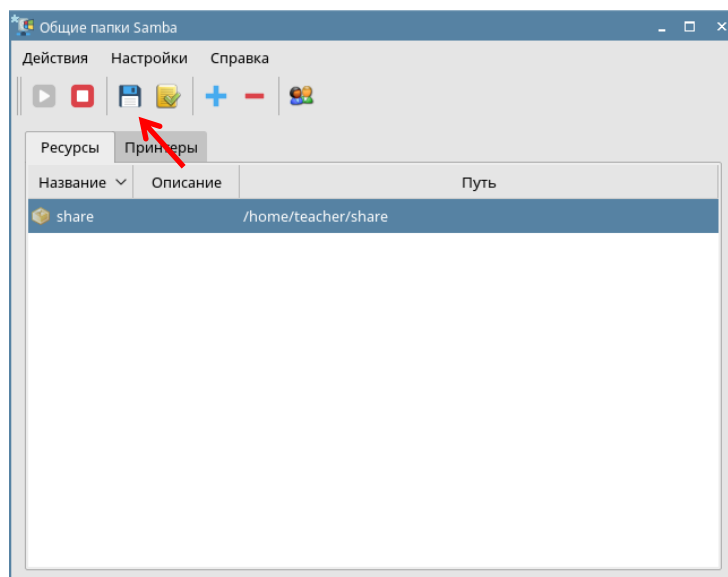 Общие папки Samba
Действия Настройки Справка
Ресурсы Принтеры
Название Описание Путь
share /home/teacher/share